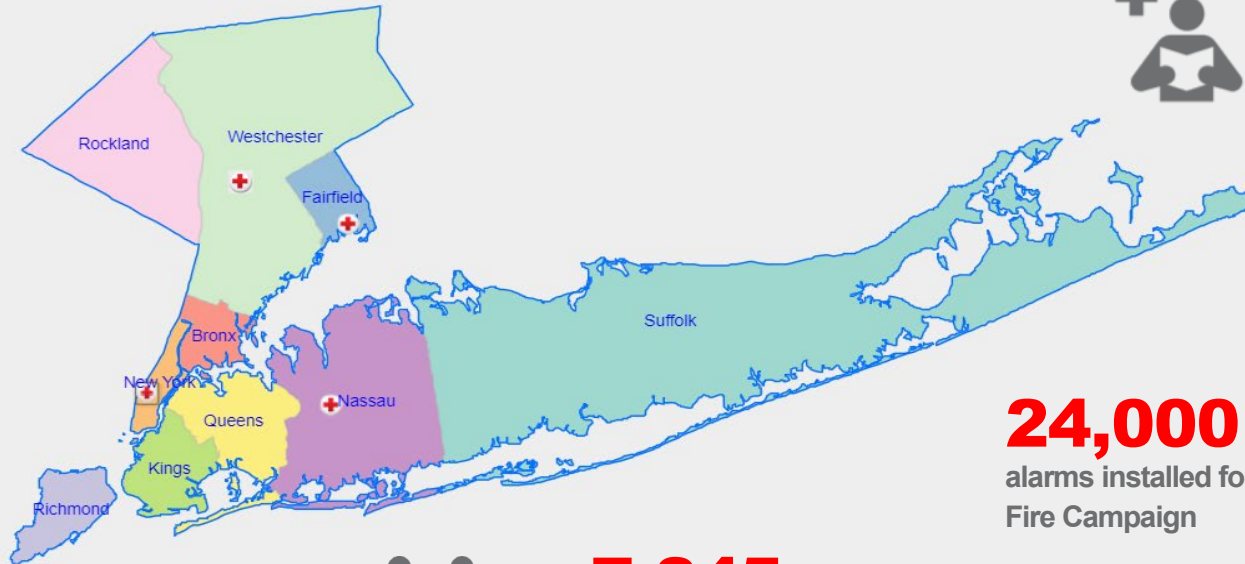 Rockland
Westchester
Fairfield
Bronx
Suffolk
New York
Nassau
Queens
Kings
Richmond
24,000
alarms installed fo
Fire Campaign